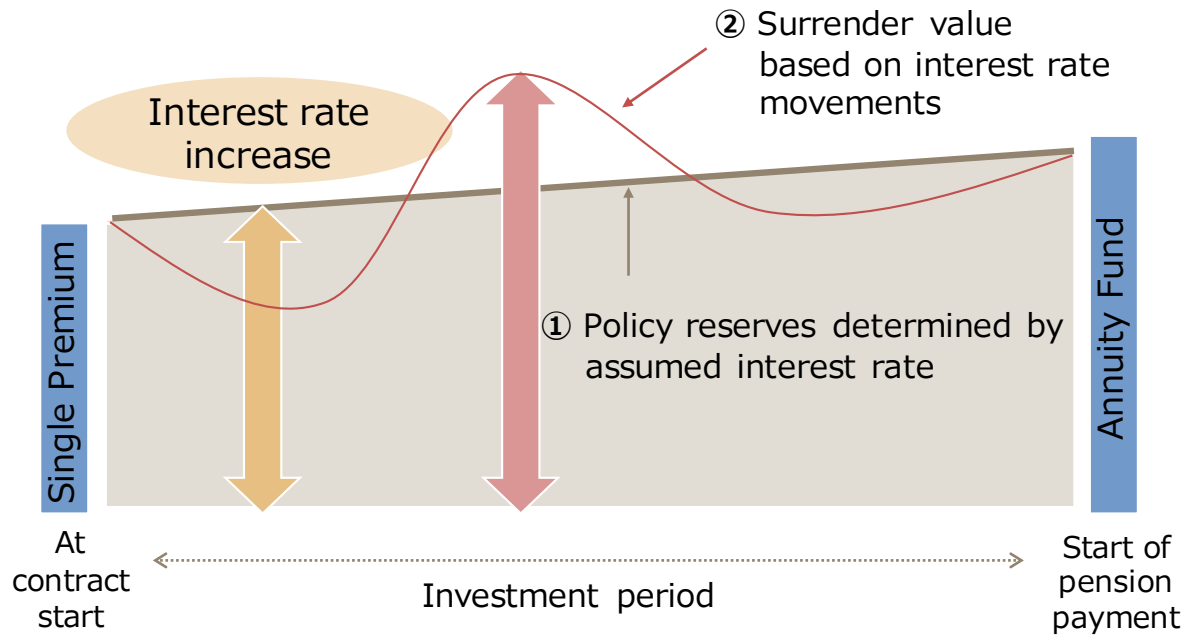 ② Surrender value
based on interest rate
movements
Interest rate
increase
① Policy reserves determined by
assumed interest rate
Single Premium
Annuity Fund
At
contract
start
Investment period
Start of
pension
payment